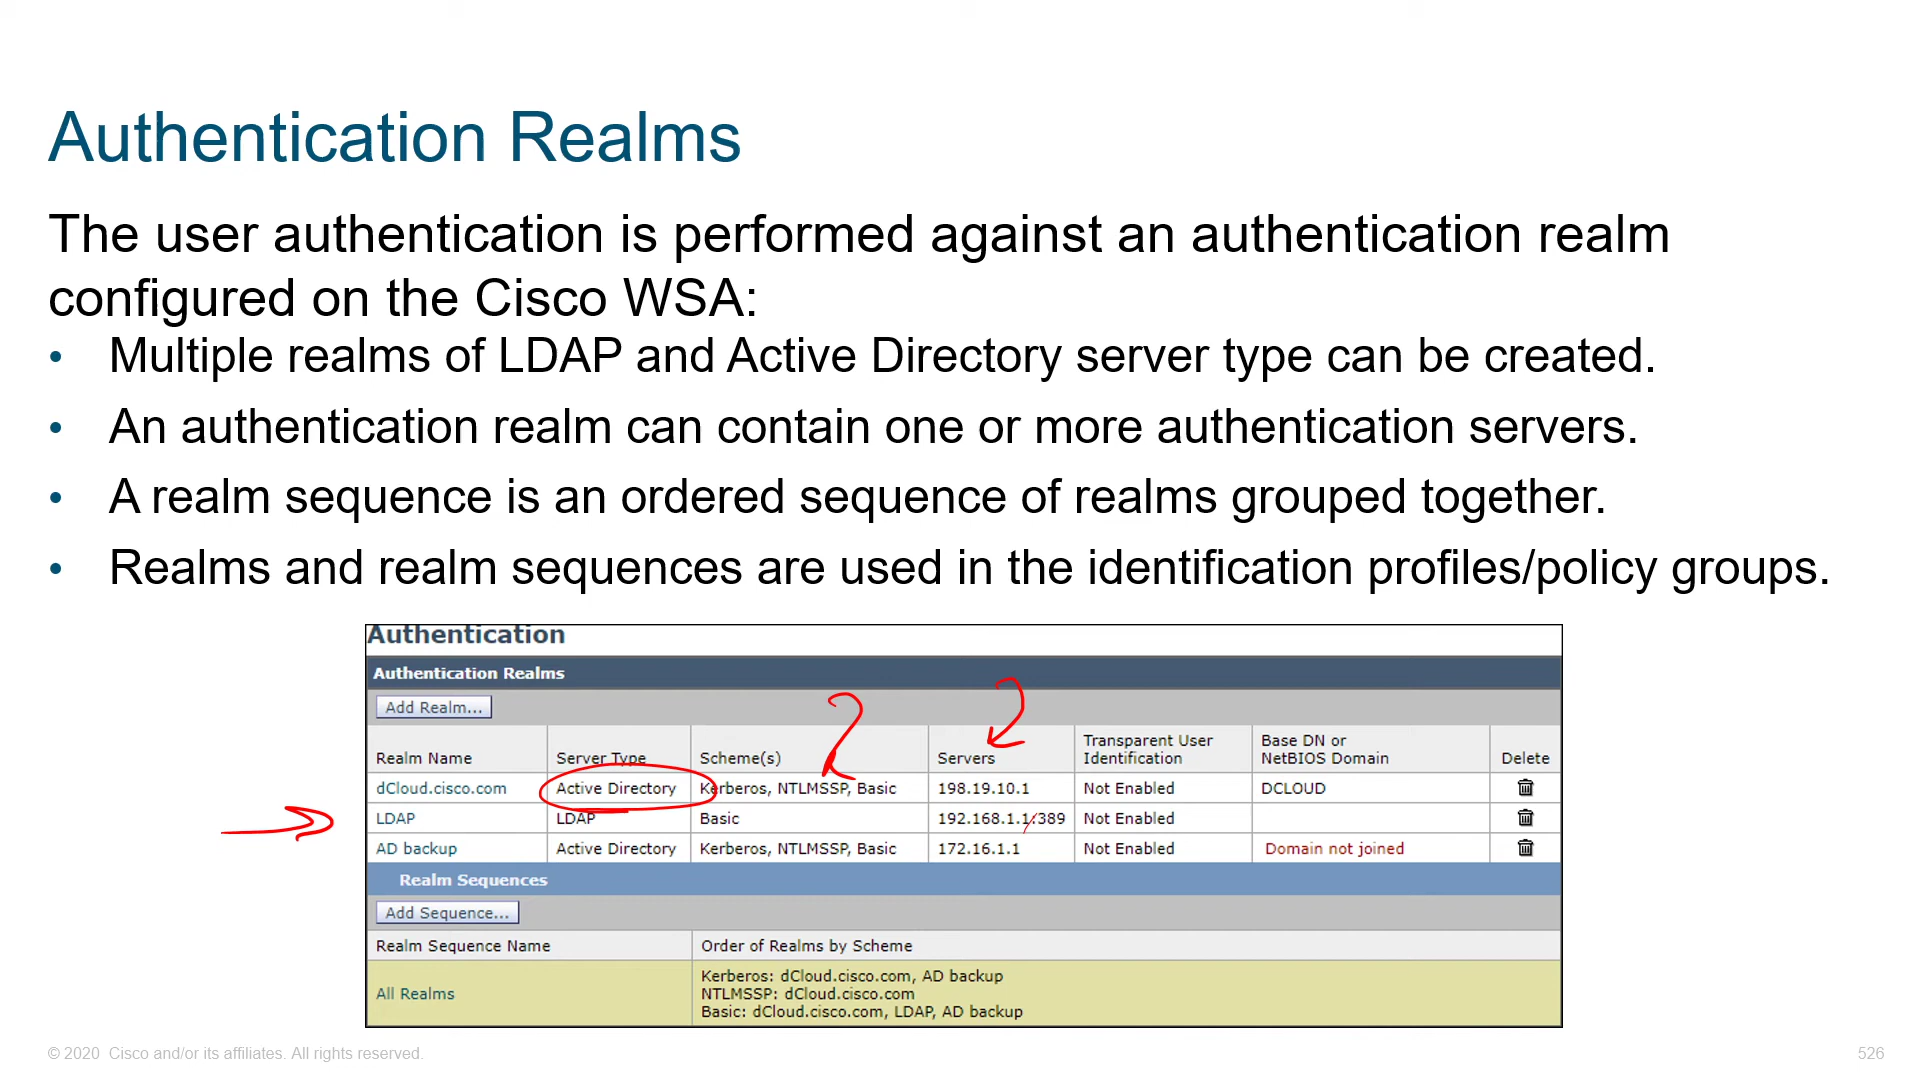 Authentication Realms
The user authentication is performed against an authentication realm
configured on the Cisco WSA:
• Multiple realms of LDAP and Active Directory server type can be created.
• An authentication realm can contain one or more authentication servers.
• A realm sequence is an ordered sequence of realms grouped together.
• Realms and realm sequences are used in the identification profiles/policy groups.
Authentication
Authentication Realms
Add Realm...
Realm Name Server Type Scheme(s) Servers Transparent User Identification Base DN or NetBIOS Domain Delete
dCloud.cisco.com Active Directory Kerberos, NTLMSSP, Basic 198.19.10.1 Not Enabled DCLOUD
LDAP LDAP Basic 192.168.1.1:389 Not Enabled
AD backup Active Directory Kerberos, NTLMSSP, Basic 172.16.1.1 Not Enabled Domain not joined
Realm Sequences
Add Sequence...
Realm Sequence Name Order of Realms by Scheme
All Realms
Kerberos: dCloud.cisco.com, AD backup
NTLMSSP: dCloud.cisco.com
Basic: dCloud.cisco.com, LDAP, AD backup
© 2020 Cisco and/or its affiliates. All rights reserved.
526